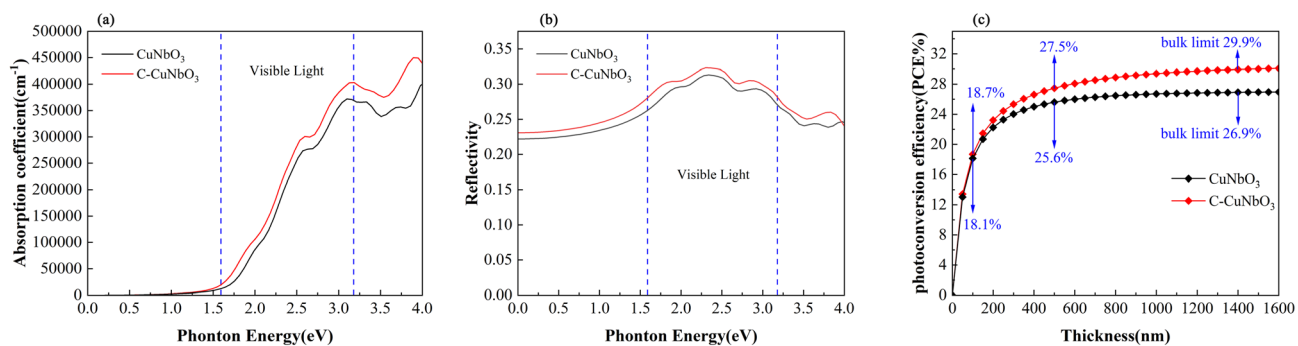 (a)
Absorption coefficient(cm⁻¹)
500000
450000
400000
350000
300000
250000
200000
150000
100000
50000
0
CuNbO₃
C-CuNbO₃
Visible Light
0.0 0.5 1.0 1.5 2.0 2.5 3.0 3.5 4.0
Phonton Energy(eV)
(b)
Reflectivity
0.35
0.30
0.25
0.20
0.15
0.10
0.05
0.00
CuNbO₃
C-CuNbO₃
Visible Light
0.0 0.5 1.0 1.5 2.0 2.5 3.0 3.5 4.0
Phonton Energy(eV)
(c)
photoconversion efficiency(PCE%)
32
28
24
20
16
12
8
4
0
27.5%
bulk limit 29.9%
18.7%
bulk limit 26.9%
25.6%
18.1%
CuNbO₃
C-CuNbO₃
0 200 400 600 800 1000 1200 1400 1600
Thickness(nm)